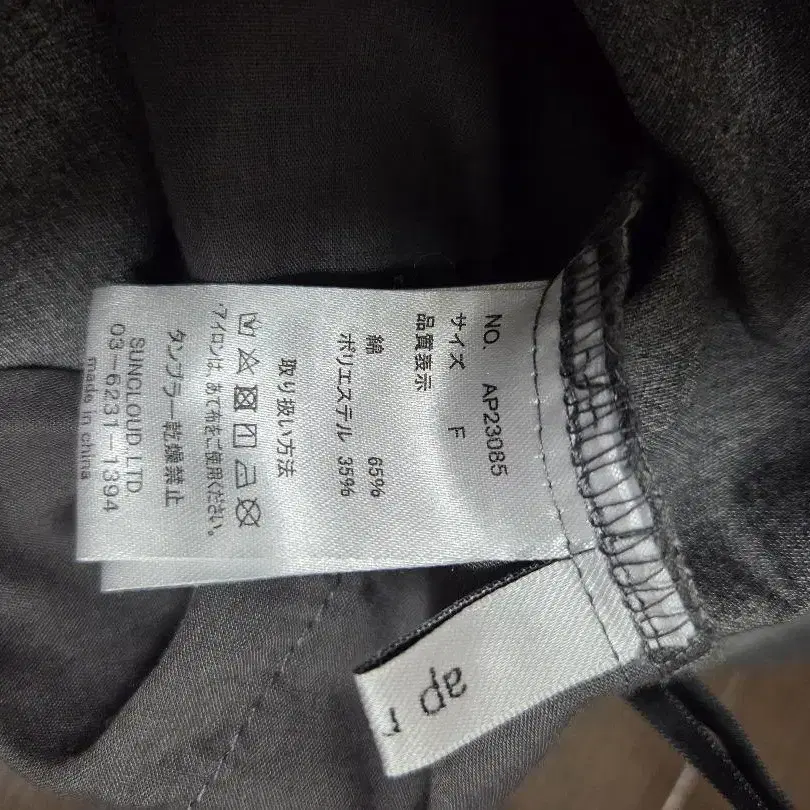 NO. AP23085
サイズ F
品質表示
綿 65%
ポリエステル 35%
取り扱い方法
アイロンは、あて布をご使用ください。
タンブラー乾燥禁止
SUNCLOUD.LTD
03-6231-1394
made in china
ap r